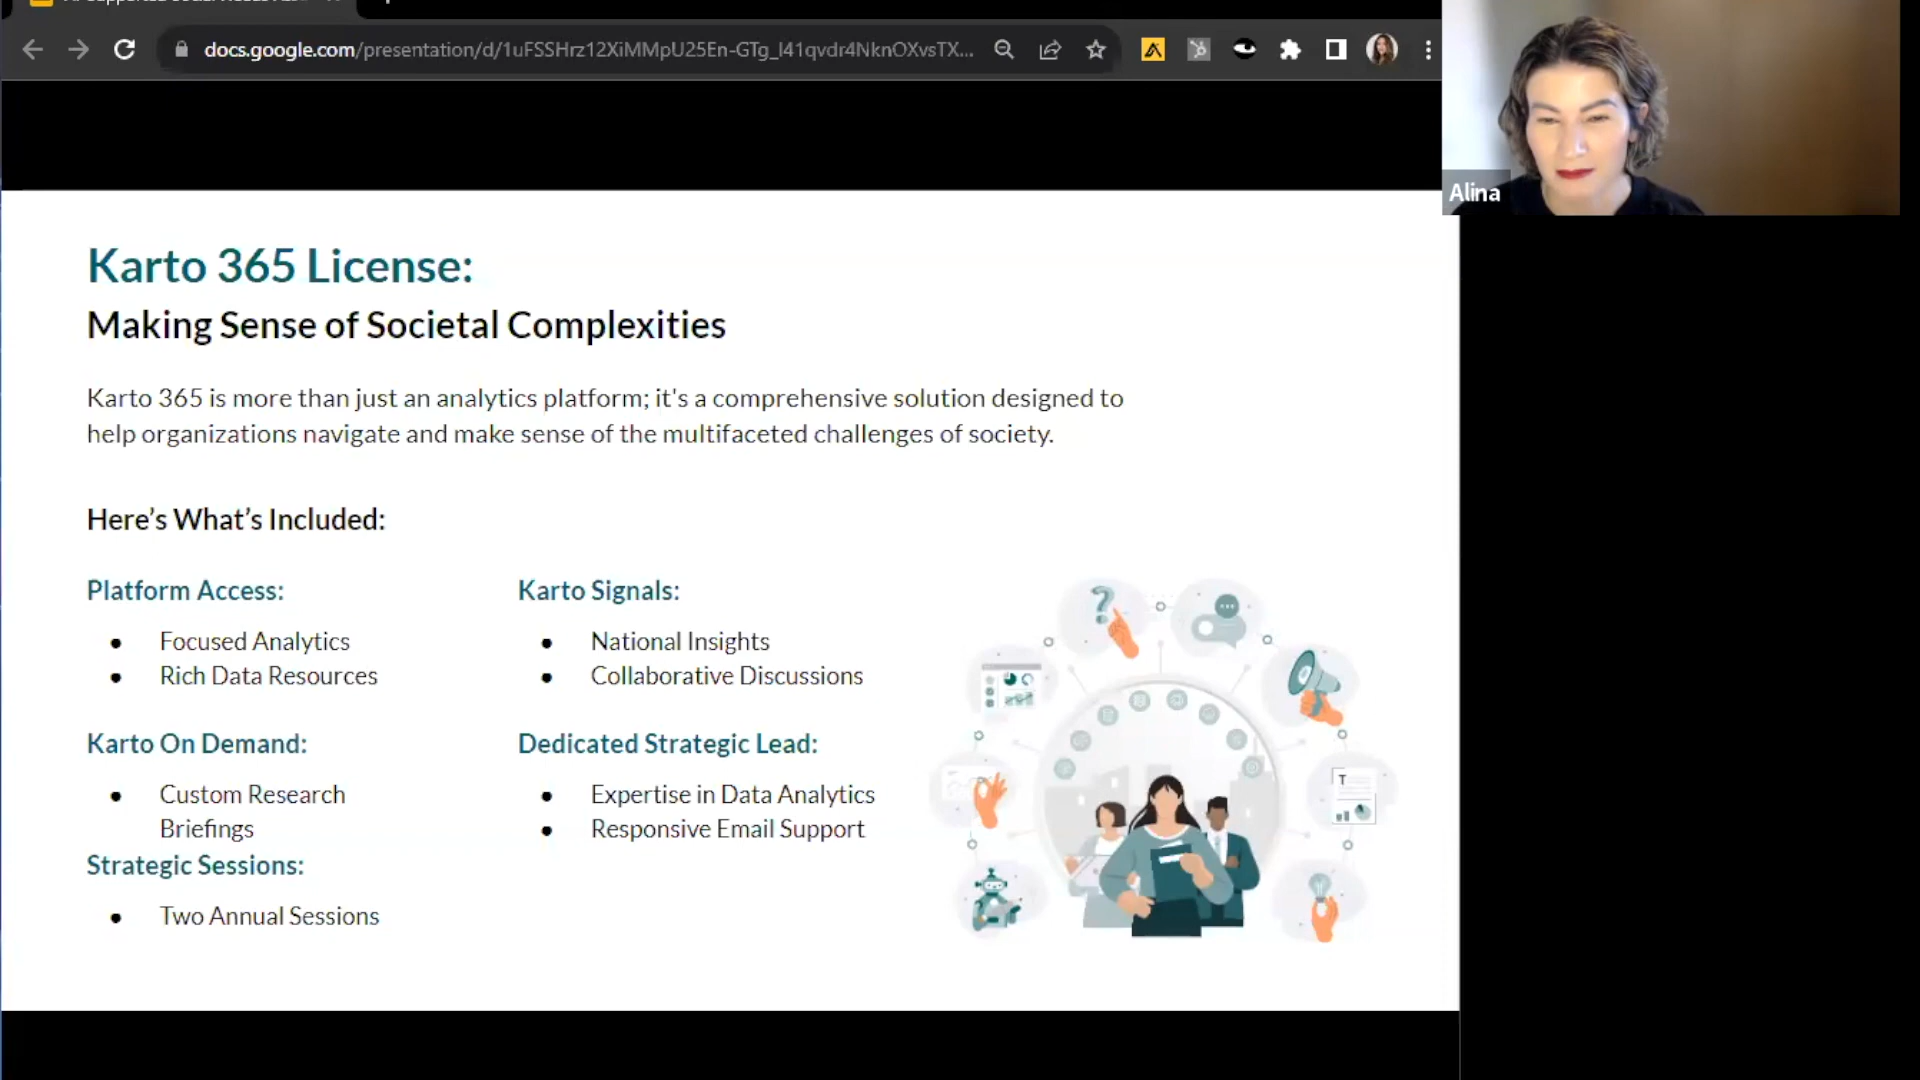 docs.google.com/presentation/d/1uFSSHrz12XiMMpU25En-GTg_l41qvdr4NknOXvsTX...
Alina
Karto 365 License:
Making Sense of Societal Complexities
Karto 365 is more than just an analytics platform; it's a comprehensive solution designed to
help organizations navigate and make sense of the multifaceted challenges of society.
Here’s What’s Included:
Platform Access:
● Focused Analytics
● Rich Data Resources
Karto On Demand:
● Custom Research
Briefings
Strategic Sessions:
● Two Annual Sessions
Karto Signals:
● National Insights
● Collaborative Discussions
Dedicated Strategic Lead:
● Expertise in Data Analytics
● Responsive Email Support
?
T